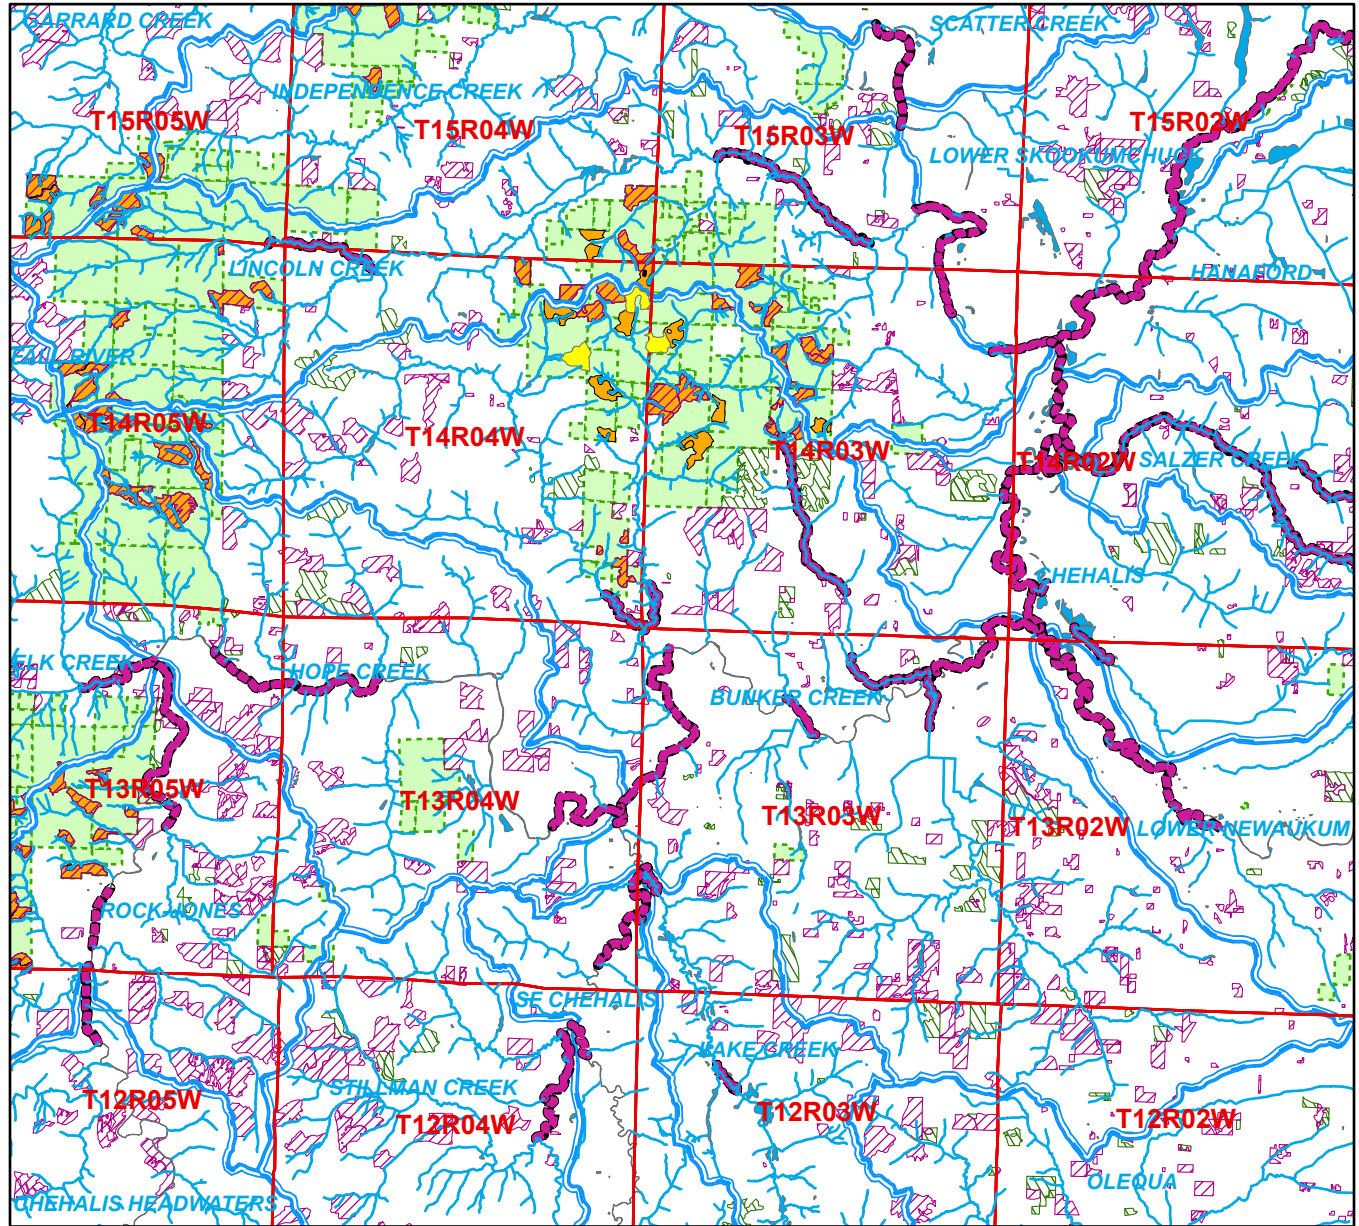 GARRARD CREEK
SCATTER CREEK
INDEPENDENCE CREEK
T15R05W
T15R04W
T15R03W
T15R02W
LOWER SKOOKUMCHUCK
LINCOLN CREEK
HANAFORD
FALL RIVER
T14R05W
T14R04W
T14R03W
T14R02W
SALZER CREEK
CHEHALIS
ELK CREEK
HOPE CREEK
BUNKER CREEK
T13R05W
T13R04W
T13R03W
T13R02W
LOWER NEWAUKUM
ROCK-JONES
SF CHEHALIS
LAKE CREEK
STILLMAN CREEK
T12R05W
T12R04W
T12R03W
T12R02W
OLEQUA
CHEHALIS HEADWATERS